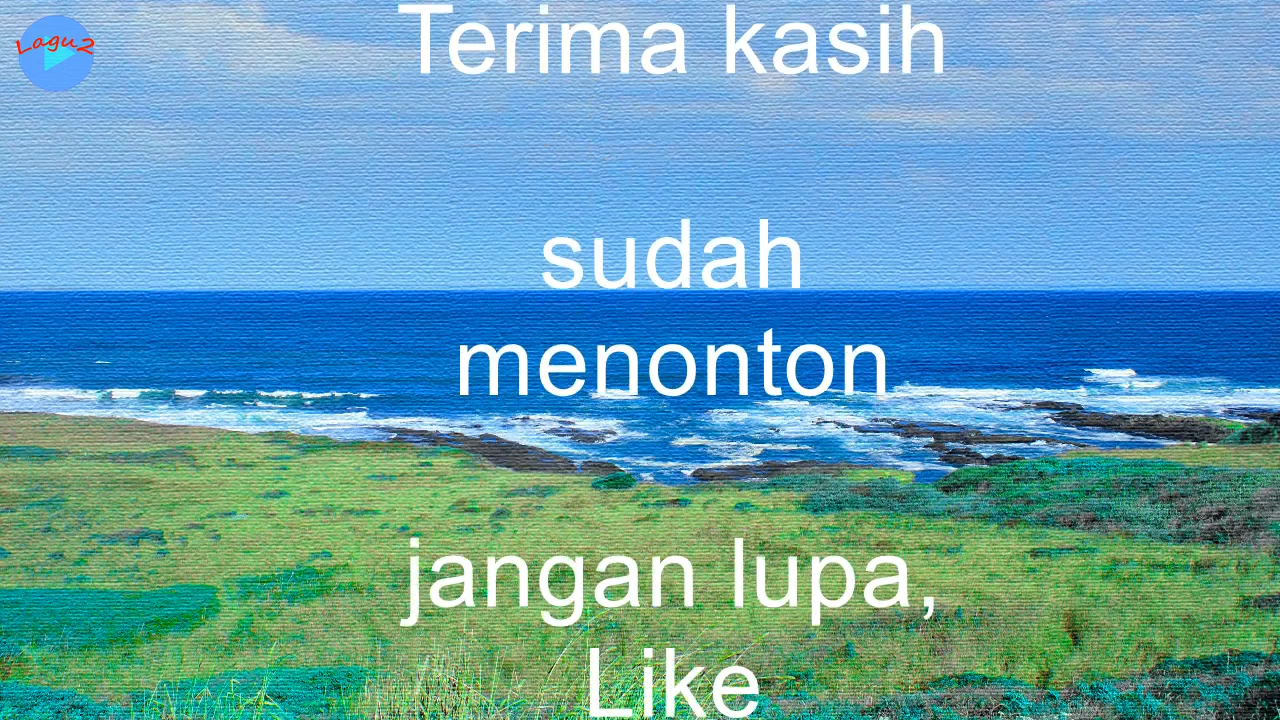 Lagu2
Terima kasih
sudah
menonton
jangan lupa,
Like